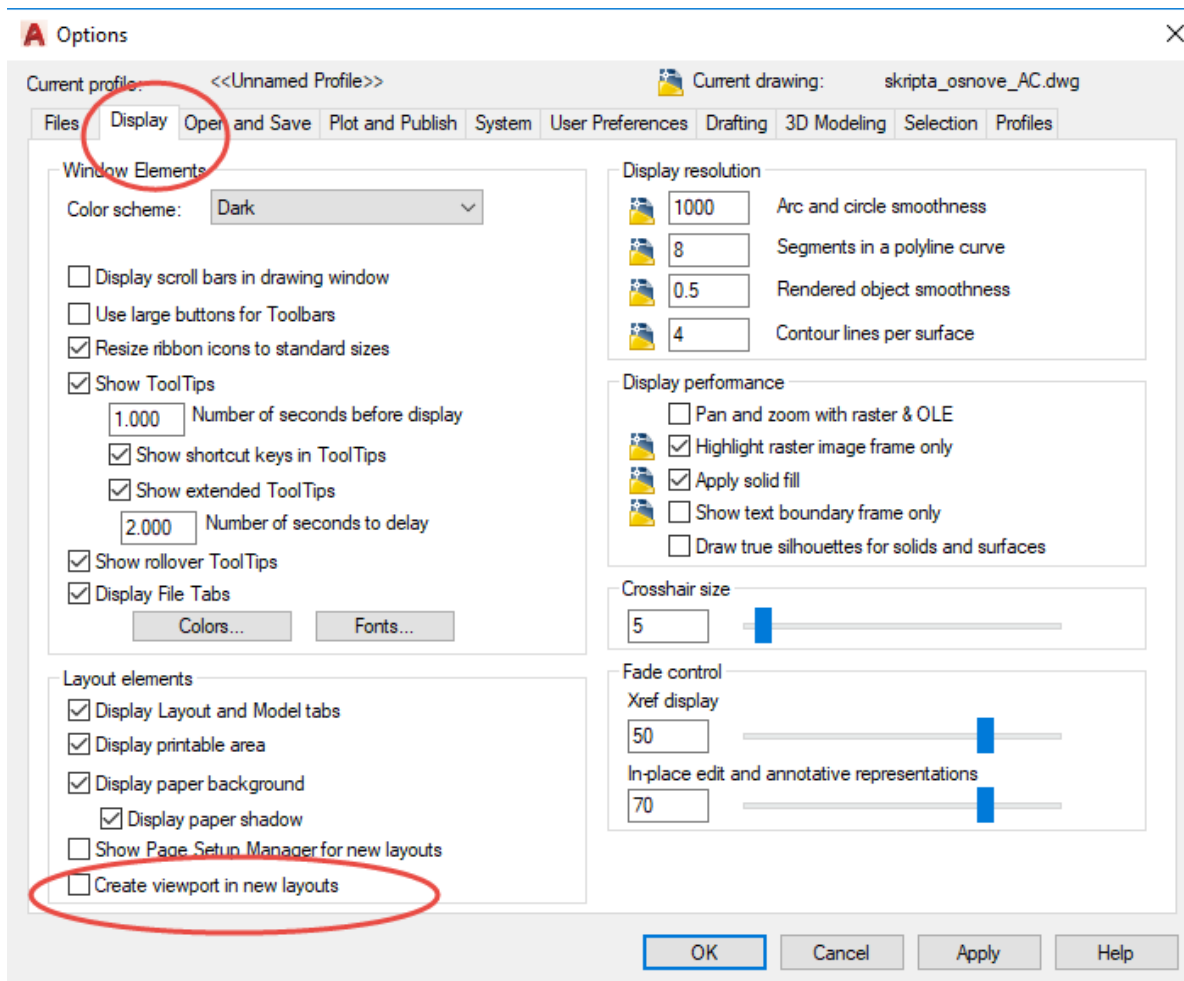 Options
Current profile: <<Unnamed Profile>> Current drawing: skripta_osnove_AC.dwg
Files Display Open and Save Plot and Publish System User Preferences Drafting 3D Modeling Selection Profiles
Window Elements
Color scheme: Dark
Display scroll bars in drawing window
Use large buttons for Toolbars
Resize ribbon icons to standard sizes
Show ToolTips
1.000 Number of seconds before display
Show shortcut keys in ToolTips
Show extended ToolTips
2.000 Number of seconds to delay
Show rollover ToolTips
Display File Tabs
Colors... Fonts...
Layout elements
Display Layout and Model tabs
Display printable area
Display paper background
Display paper shadow
Show Page Setup Manager for new layouts
Create viewport in new layouts
Display resolution
1000 Arc and circle smoothness
8 Segments in a polyline curve
0.5 Rendered object smoothness
4 Contour lines per surface
Display performance
Pan and zoom with raster & OLE
Highlight raster image frame only
Apply solid fill
Show text boundary frame only
Draw true silhouettes for solids and surfaces
Crosshair size
5
Fade control
Xref display
50
In-place edit and annotative representations
70
OK Cancel Apply Help